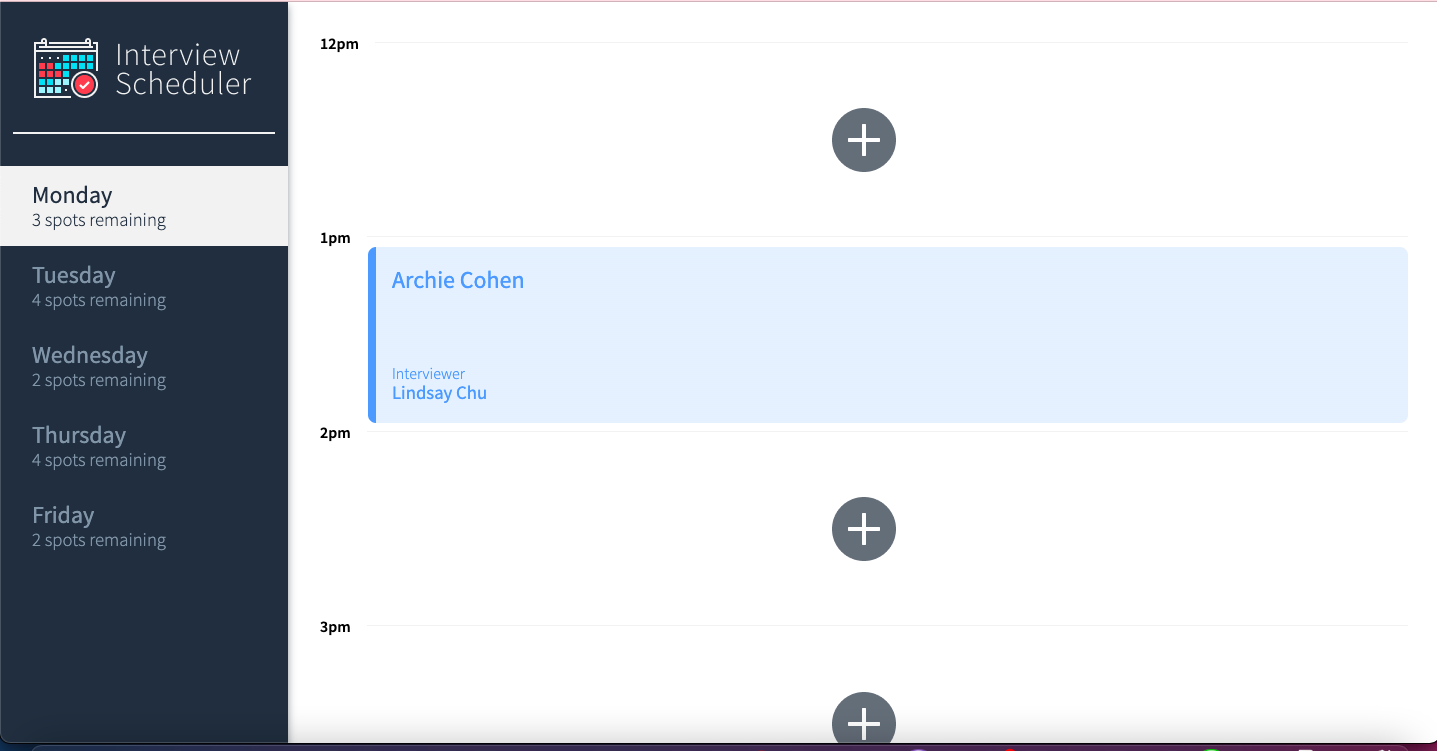 Interview
Scheduler
Monday
3 spots remaining
Tuesday
4 spots remaining
Wednesday
2 spots remaining
Thursday
4 spots remaining
Friday
2 spots remaining
12pm
1pm
Archie Cohen
Interviewer
Lindsay Chu
2pm
3pm